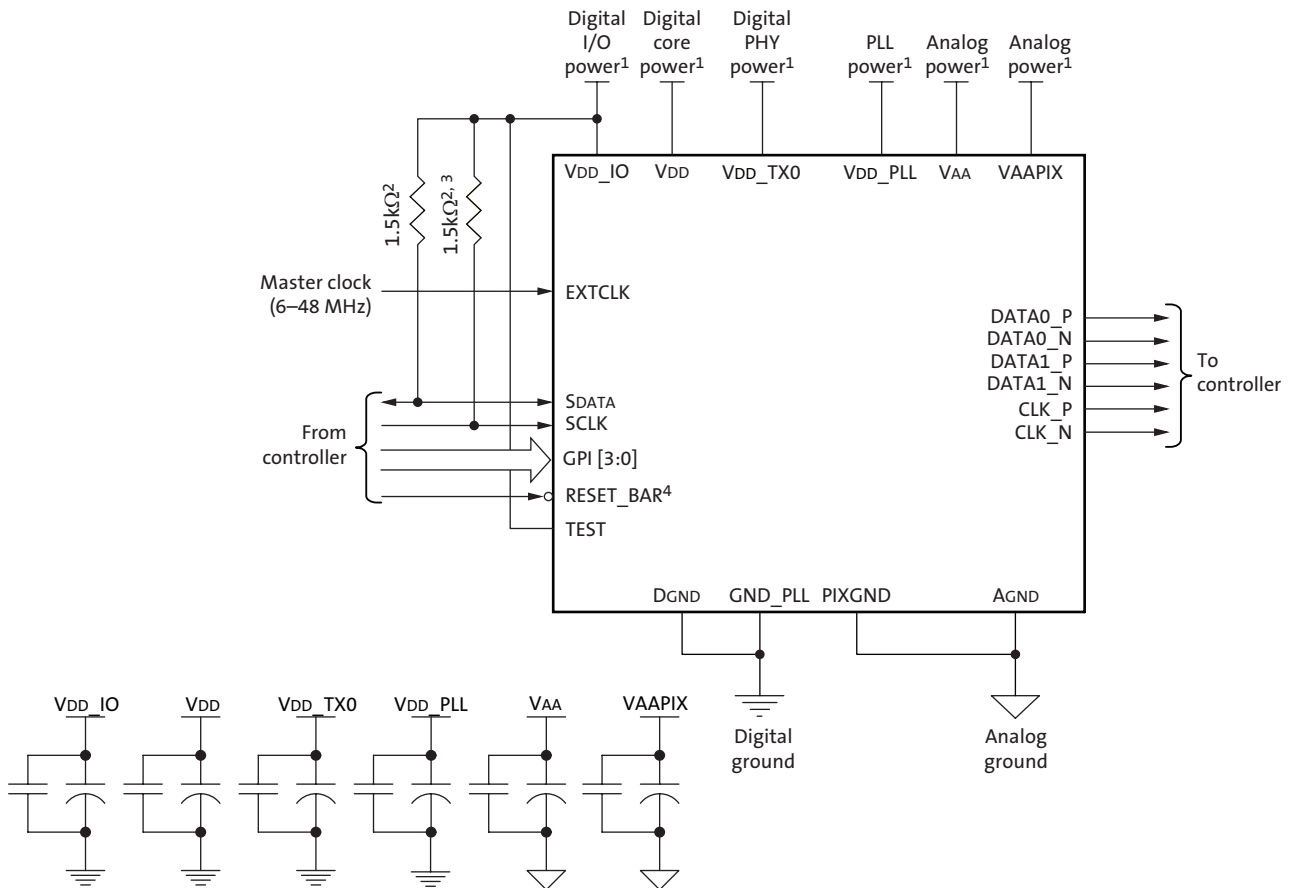 Digital
I/O
power1
Digital
core
power1
Digital
PHY
power1
PLL
power1
Analog
power1
Analog
power1
VDD_IO
VDD
VDD_TX0
VDD_PLL
VAA
VAAPIX
1.5kΩ2
1.5kΩ2, 3
Master clock
(6–48 MHz)
EXTCLK
From
controller
SDATA
SCLK
GPI [3:0]
RESET_BAR4
TEST
DATA0_P
DATA0_N
DATA1_P
DATA1_N
CLK_P
CLK_N
To
controller
DGND
GND_PLL
PIXGND
AGND
Digital
ground
Analog
ground
VDD_IO
VDD
VDD_TX0
VDD_PLL
VAA
VAAPIX